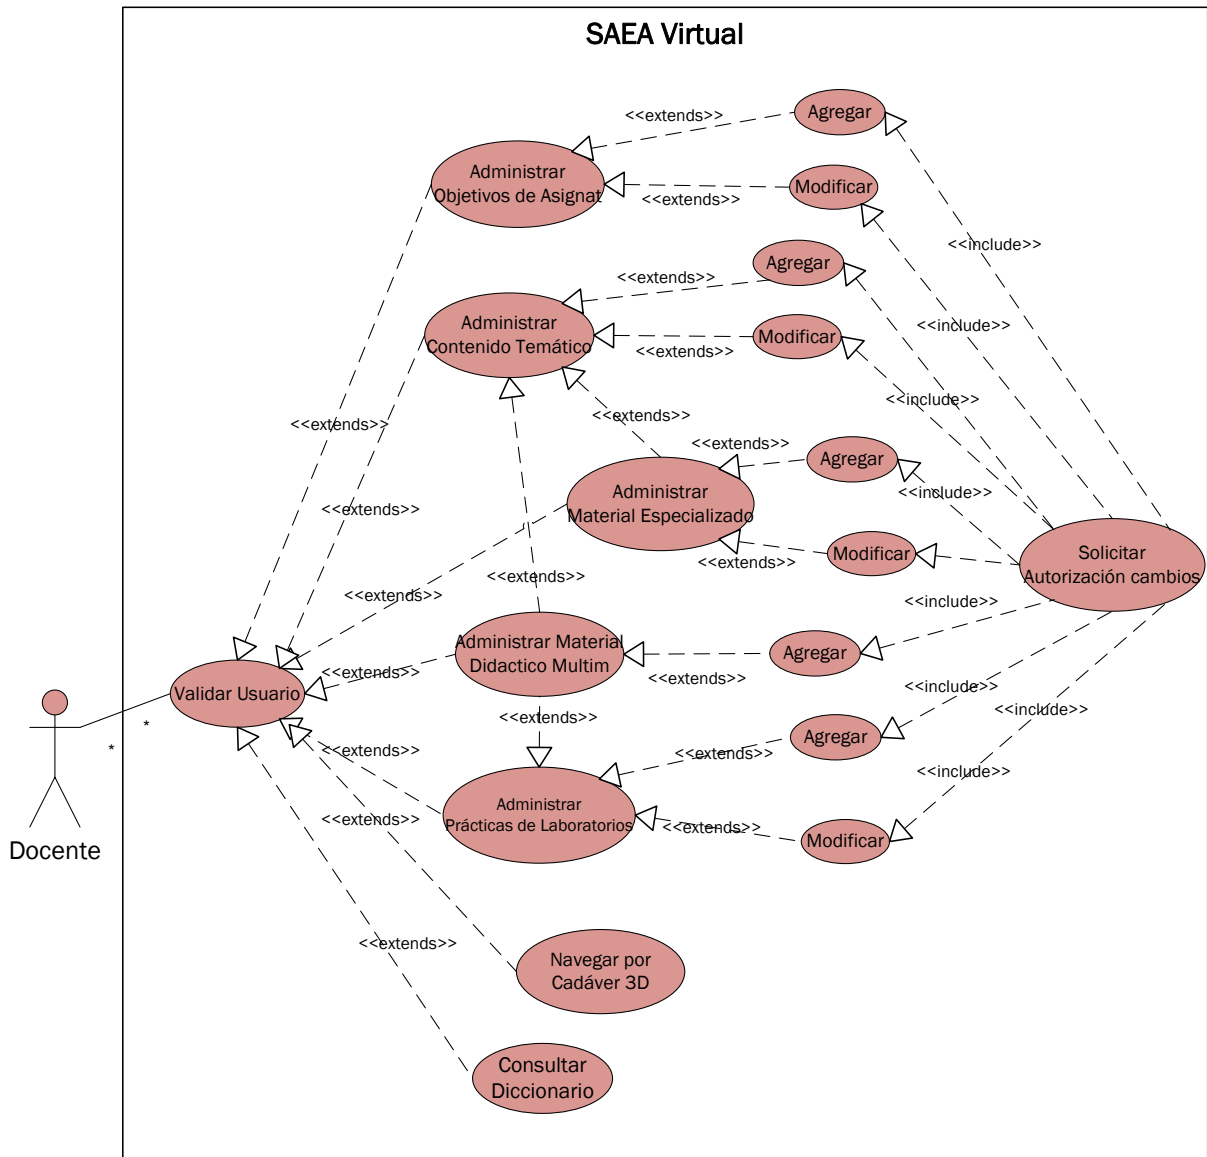 SAEA Virtual
<<extends>>
Agregar
Administrar
Objetivos de Asignat
<<extends>>
Modificar
<<include>>
<<extends>>
Agregar
Administrar
Contenido Temático
<<extends>>
Modificar
<<include>>
<<include>>
<<extends>>
<<extends>>
<<extends>>
Agregar
<<include>>
Administrar
Material Especializado
<<extends>>
<<extends>>
Modificar
Solicitar
Autorización cambios
<<extends>>
<<extends>>
<<include>>
Administrar Material
Didactico Multim
Agregar
<<extends>>
<<extends>>
Validar Usuario
*
*
<<include>>
<<include>>
<<extends>>
Agregar
<<extends>>
<<extends>>
<<include>>
Administrar
Prácticas de Laboratorios
<<extends>>
<<extends>>
Modificar
Docente
<<extends>>
Navegar por
Cadáver 3D
Consultar
Diccionario